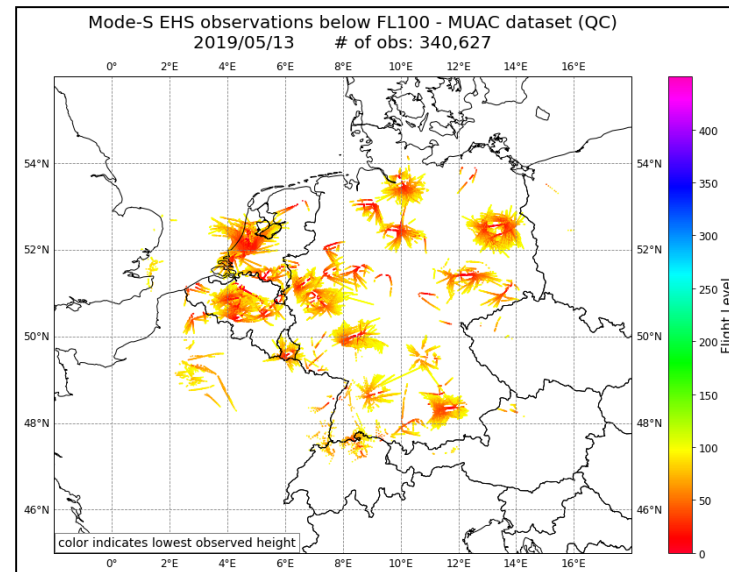 Mode-S EHS observations below FL100 - MUAC dataset (QC)
2019/05/13 # of obs: 340,627
0° 2°E 4°E 6°E 8°E 10°E 12°E 14°E 16°E
54°N
52°N
50°N
48°N
46°N
400
350
300
250
200
150
100
50
0
Flight Level
color indicates lowest observed height
0° 2°E 4°E 6°E 8°E 10°E 12°E 14°E 16°E
54°N
52°N
50°N
48°N
46°N